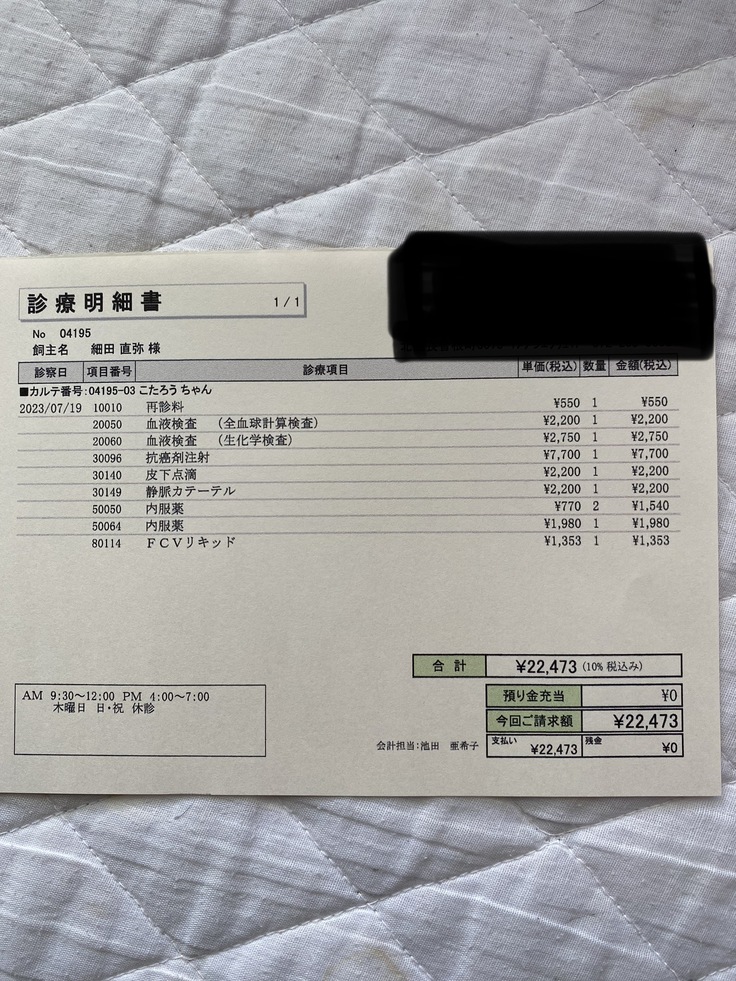 診療明細書 1/1
No 04195
飼主名 細田 直弥 様
診察日 項目番号 診療項目 単価(税込) 数量 金額(税込)
■カルテ番号:04195-03 こたろう ちゃん
2023/07/19 10010 再診料 ¥550 1 ¥550
20050 血液検査 (全血球計算検査) ¥2,200 1 ¥2,200
20060 血液検査 (生化学検査) ¥2,750 1 ¥2,750
30096 抗癌剤注射 ¥7,700 1 ¥7,700
30140 皮下点滴 ¥2,200 1 ¥2,200
30149 静脈カテーテル ¥2,200 1 ¥2,200
50050 内服薬 ¥770 2 ¥1,540
50064 内服薬 ¥1,980 1 ¥1,980
80114 FCVリキッド ¥1,353 1 ¥1,353
合 計 ¥22,473 (10% 税込み)
預り金充当 ¥0
今回ご請求額 ¥22,473
支払い ¥22,473 残金 ¥0
会計担当:池田 亜希子
AM 9:30～12:00 PM 4:00～7:00
木曜日 日・祝 休診